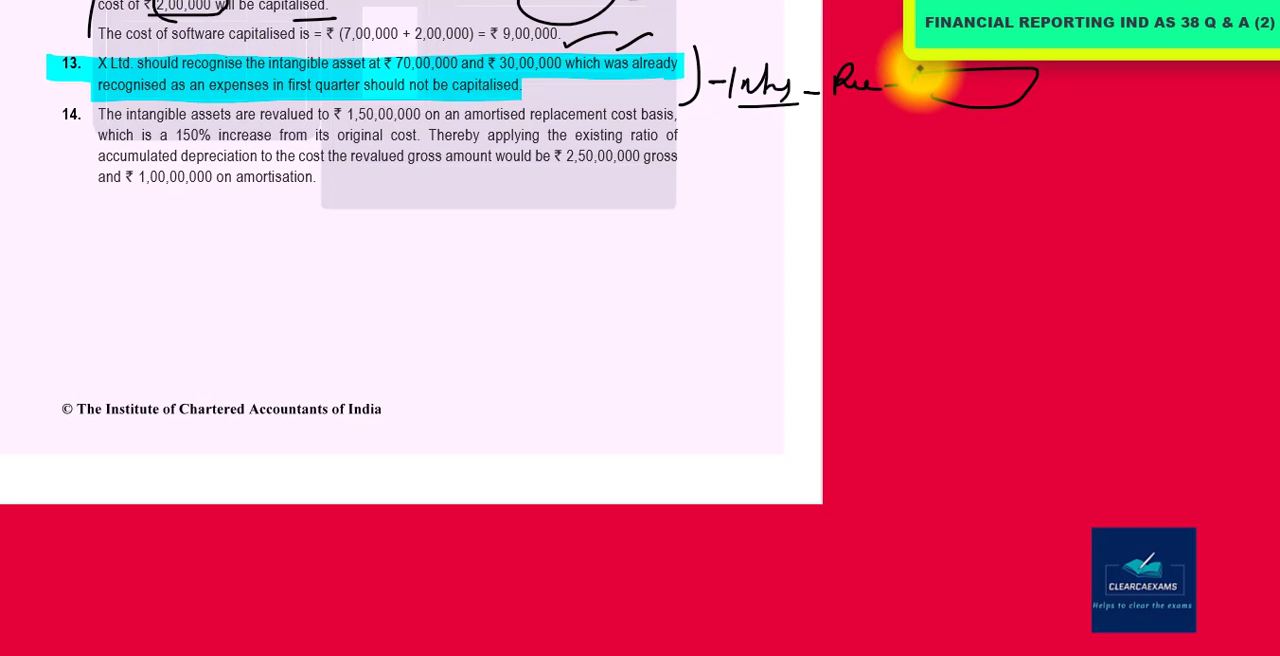 cost of ₹ 2,00,000 will be capitalised.
The cost of software capitalised is = ₹ (7,00,000 + 2,00,000) = ₹ 9,00,000.
FINANCIAL REPORTING IND AS 38 Q & A (2)
13. X Ltd. should recognise the intangible asset at ₹ 70,00,000 and ₹ 30,00,000 which was already
recognised as an expenses in first quarter should not be capitalised.
14. The intangible assets are revalued to ₹ 1,50,00,000 on an amortised replacement cost basis,
which is a 150% increase from its original cost. Thereby applying the existing ratio of
accumulated depreciation to the cost the revalued gross amount would be ₹ 2,50,00,000 gross
and ₹ 1,00,00,000 on amortisation.
© The Institute of Chartered Accountants of India
CLEARCAEXAMS
Helps to clear the exams